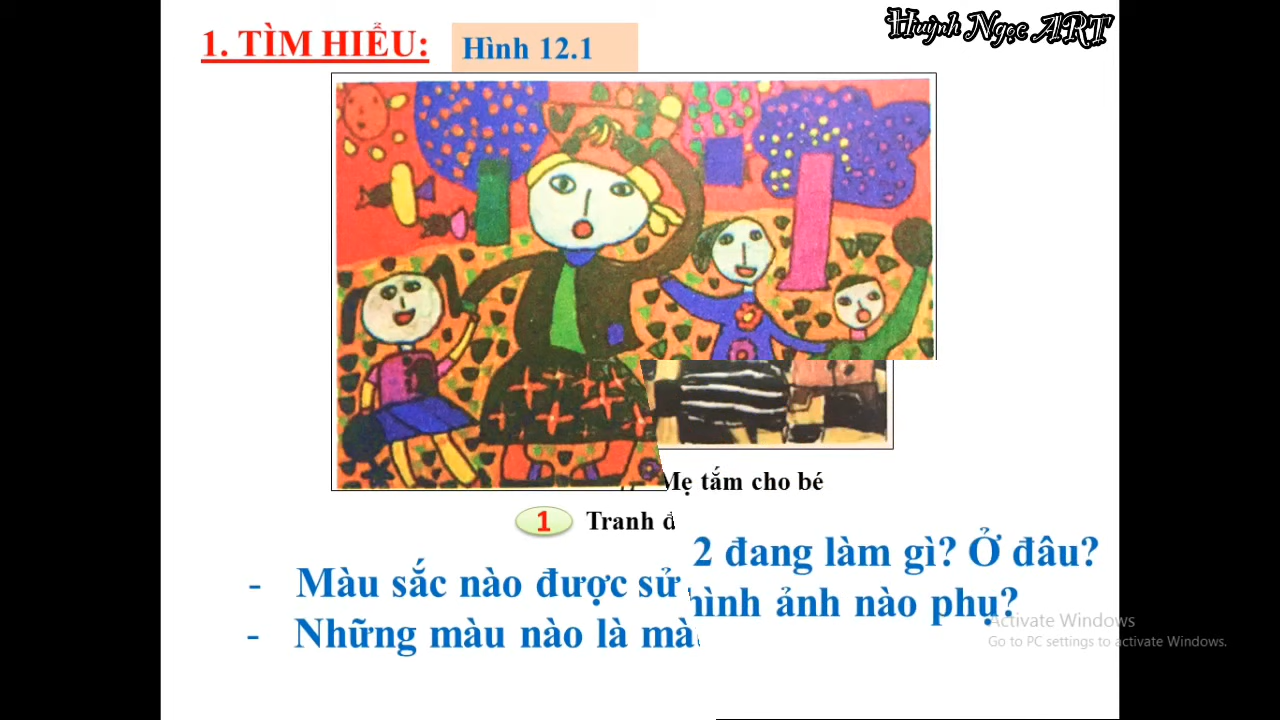 Huỳnh Ngọc ART
1. TÌM HIỂU:
Hình 12.1
Mẹ tắm cho bé
1 Tranh
2 đang làm gì? Ở đâu?
- Màu sắc nào được sử
hình ảnh nào phụ?
Activate Windows
- Những màu nào là
Go to PC settings to activate Windows.